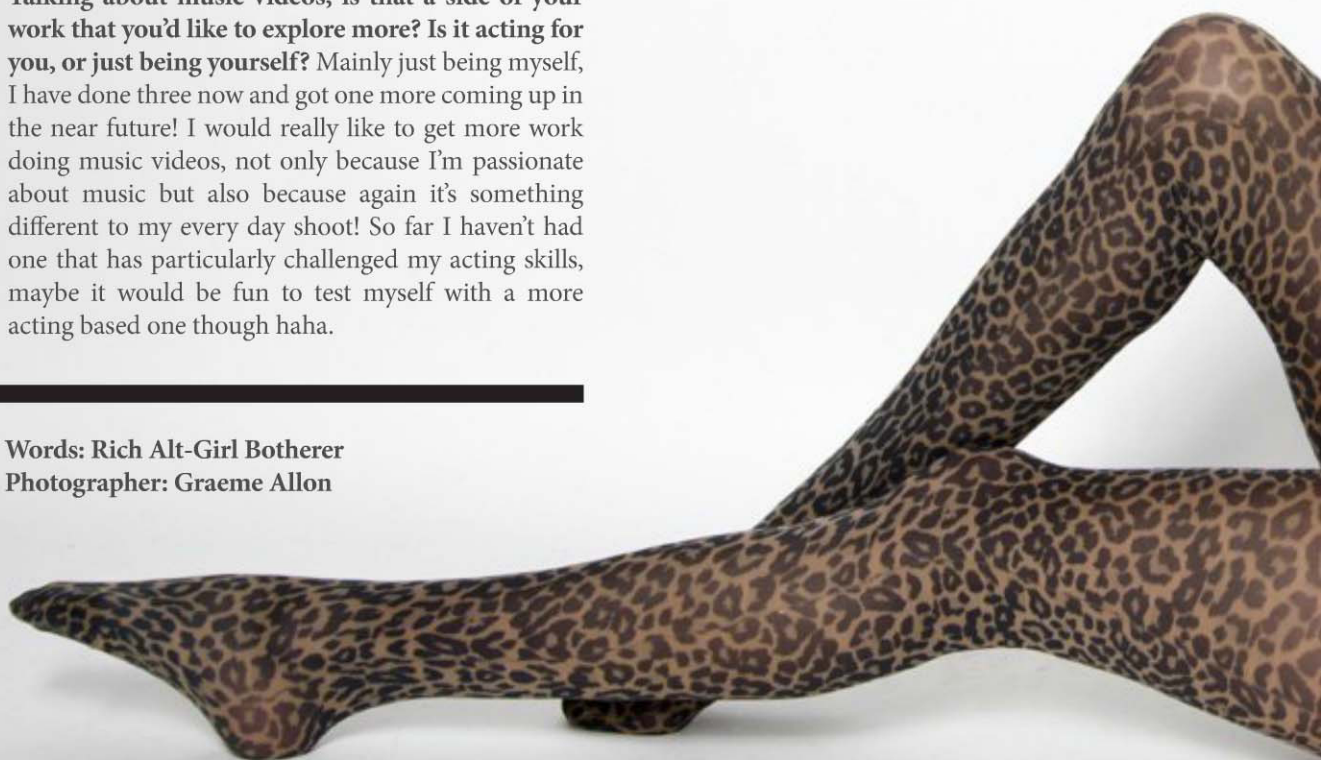 Talking about music videos, is that a side of your
work that you'd like to explore more? Is it acting for
you, or just being yourself? Mainly just being myself,
I have done three now and got one more coming up in
the near future! I would really like to get more work
doing music videos, not only because I'm passionate
about music but also because again it's something
different to my every day shoot! So far I haven't had
one that has particularly challenged my acting skills,
maybe it would be fun to test myself with a more
acting based one though haha.
Words: Rich Alt-Girl Botherer
Photographer: Graeme Allon